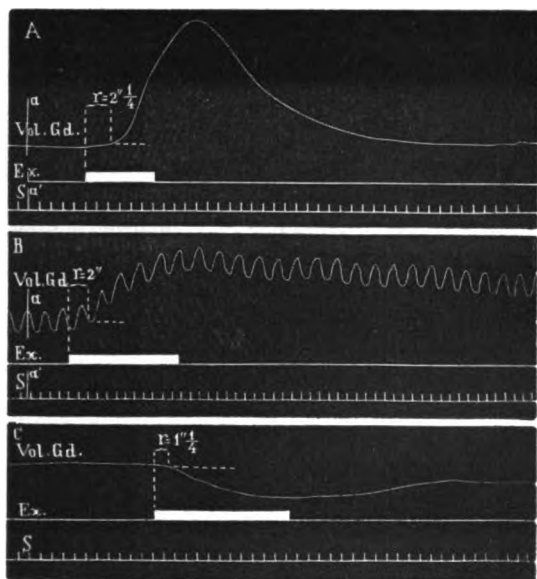 A
r=2" 1/4
a
Vol. Gd.
Ex.
S a'
B
Vol. Gd.
r=2"
a
Ex.
S a'
C
Vol. Gd.
r=1" 1/4
Ex.
S